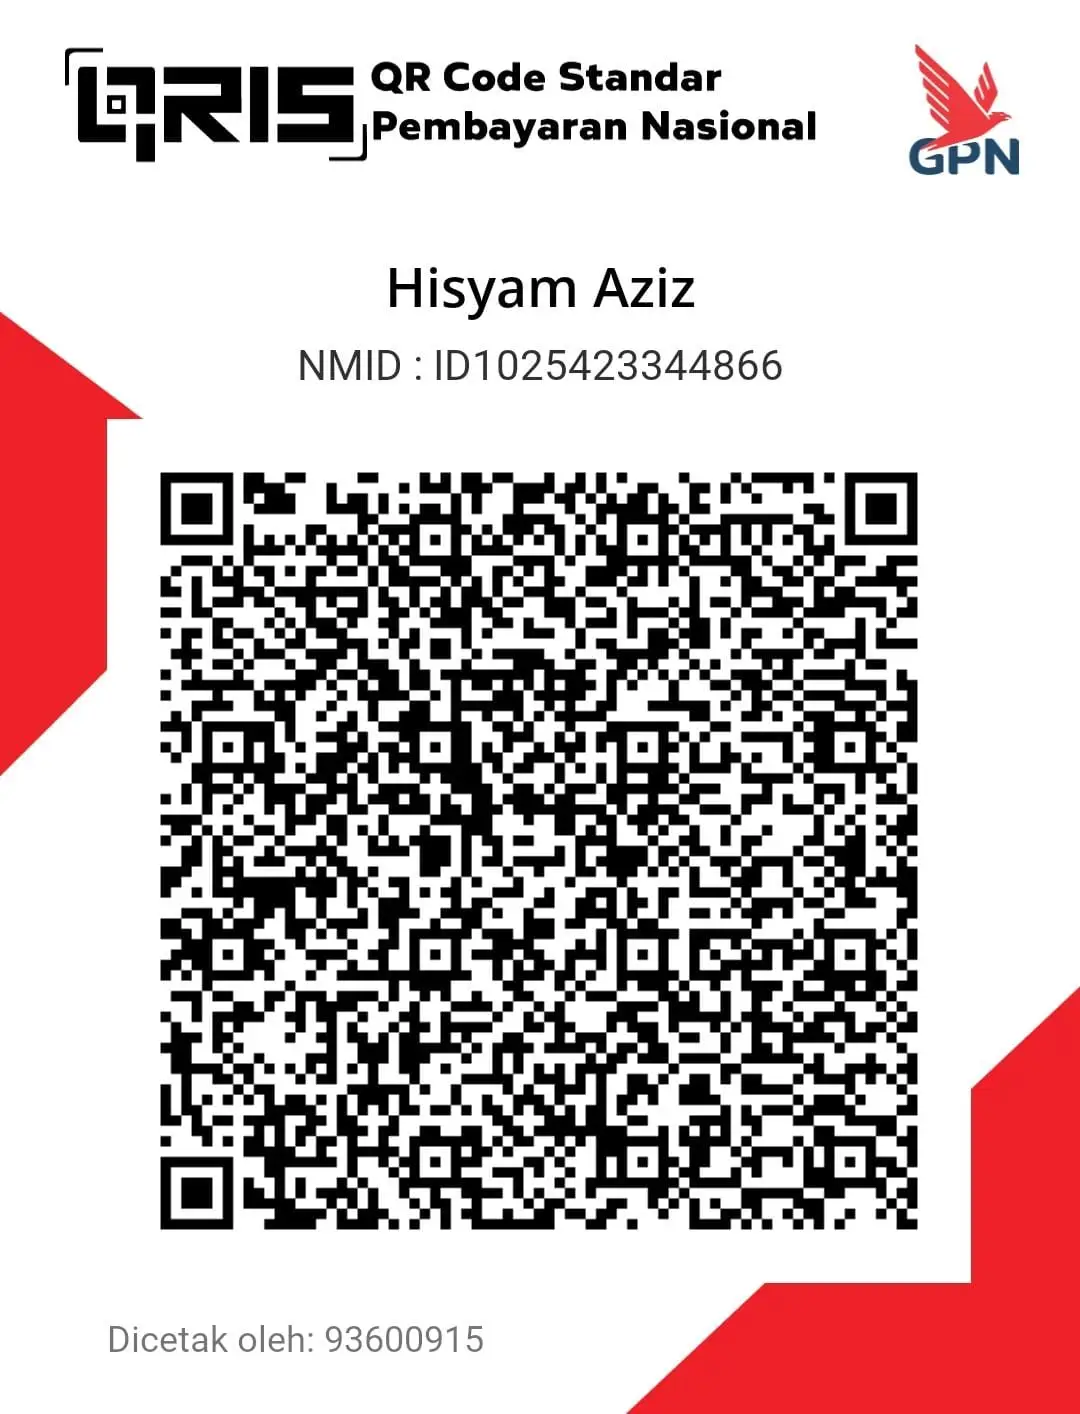 QRIS
QR Code Standar
Pembayaran Nasional
GPN
Hisyam Aziz
NMID : ID1025423344866
Dicetak oleh: 93600915